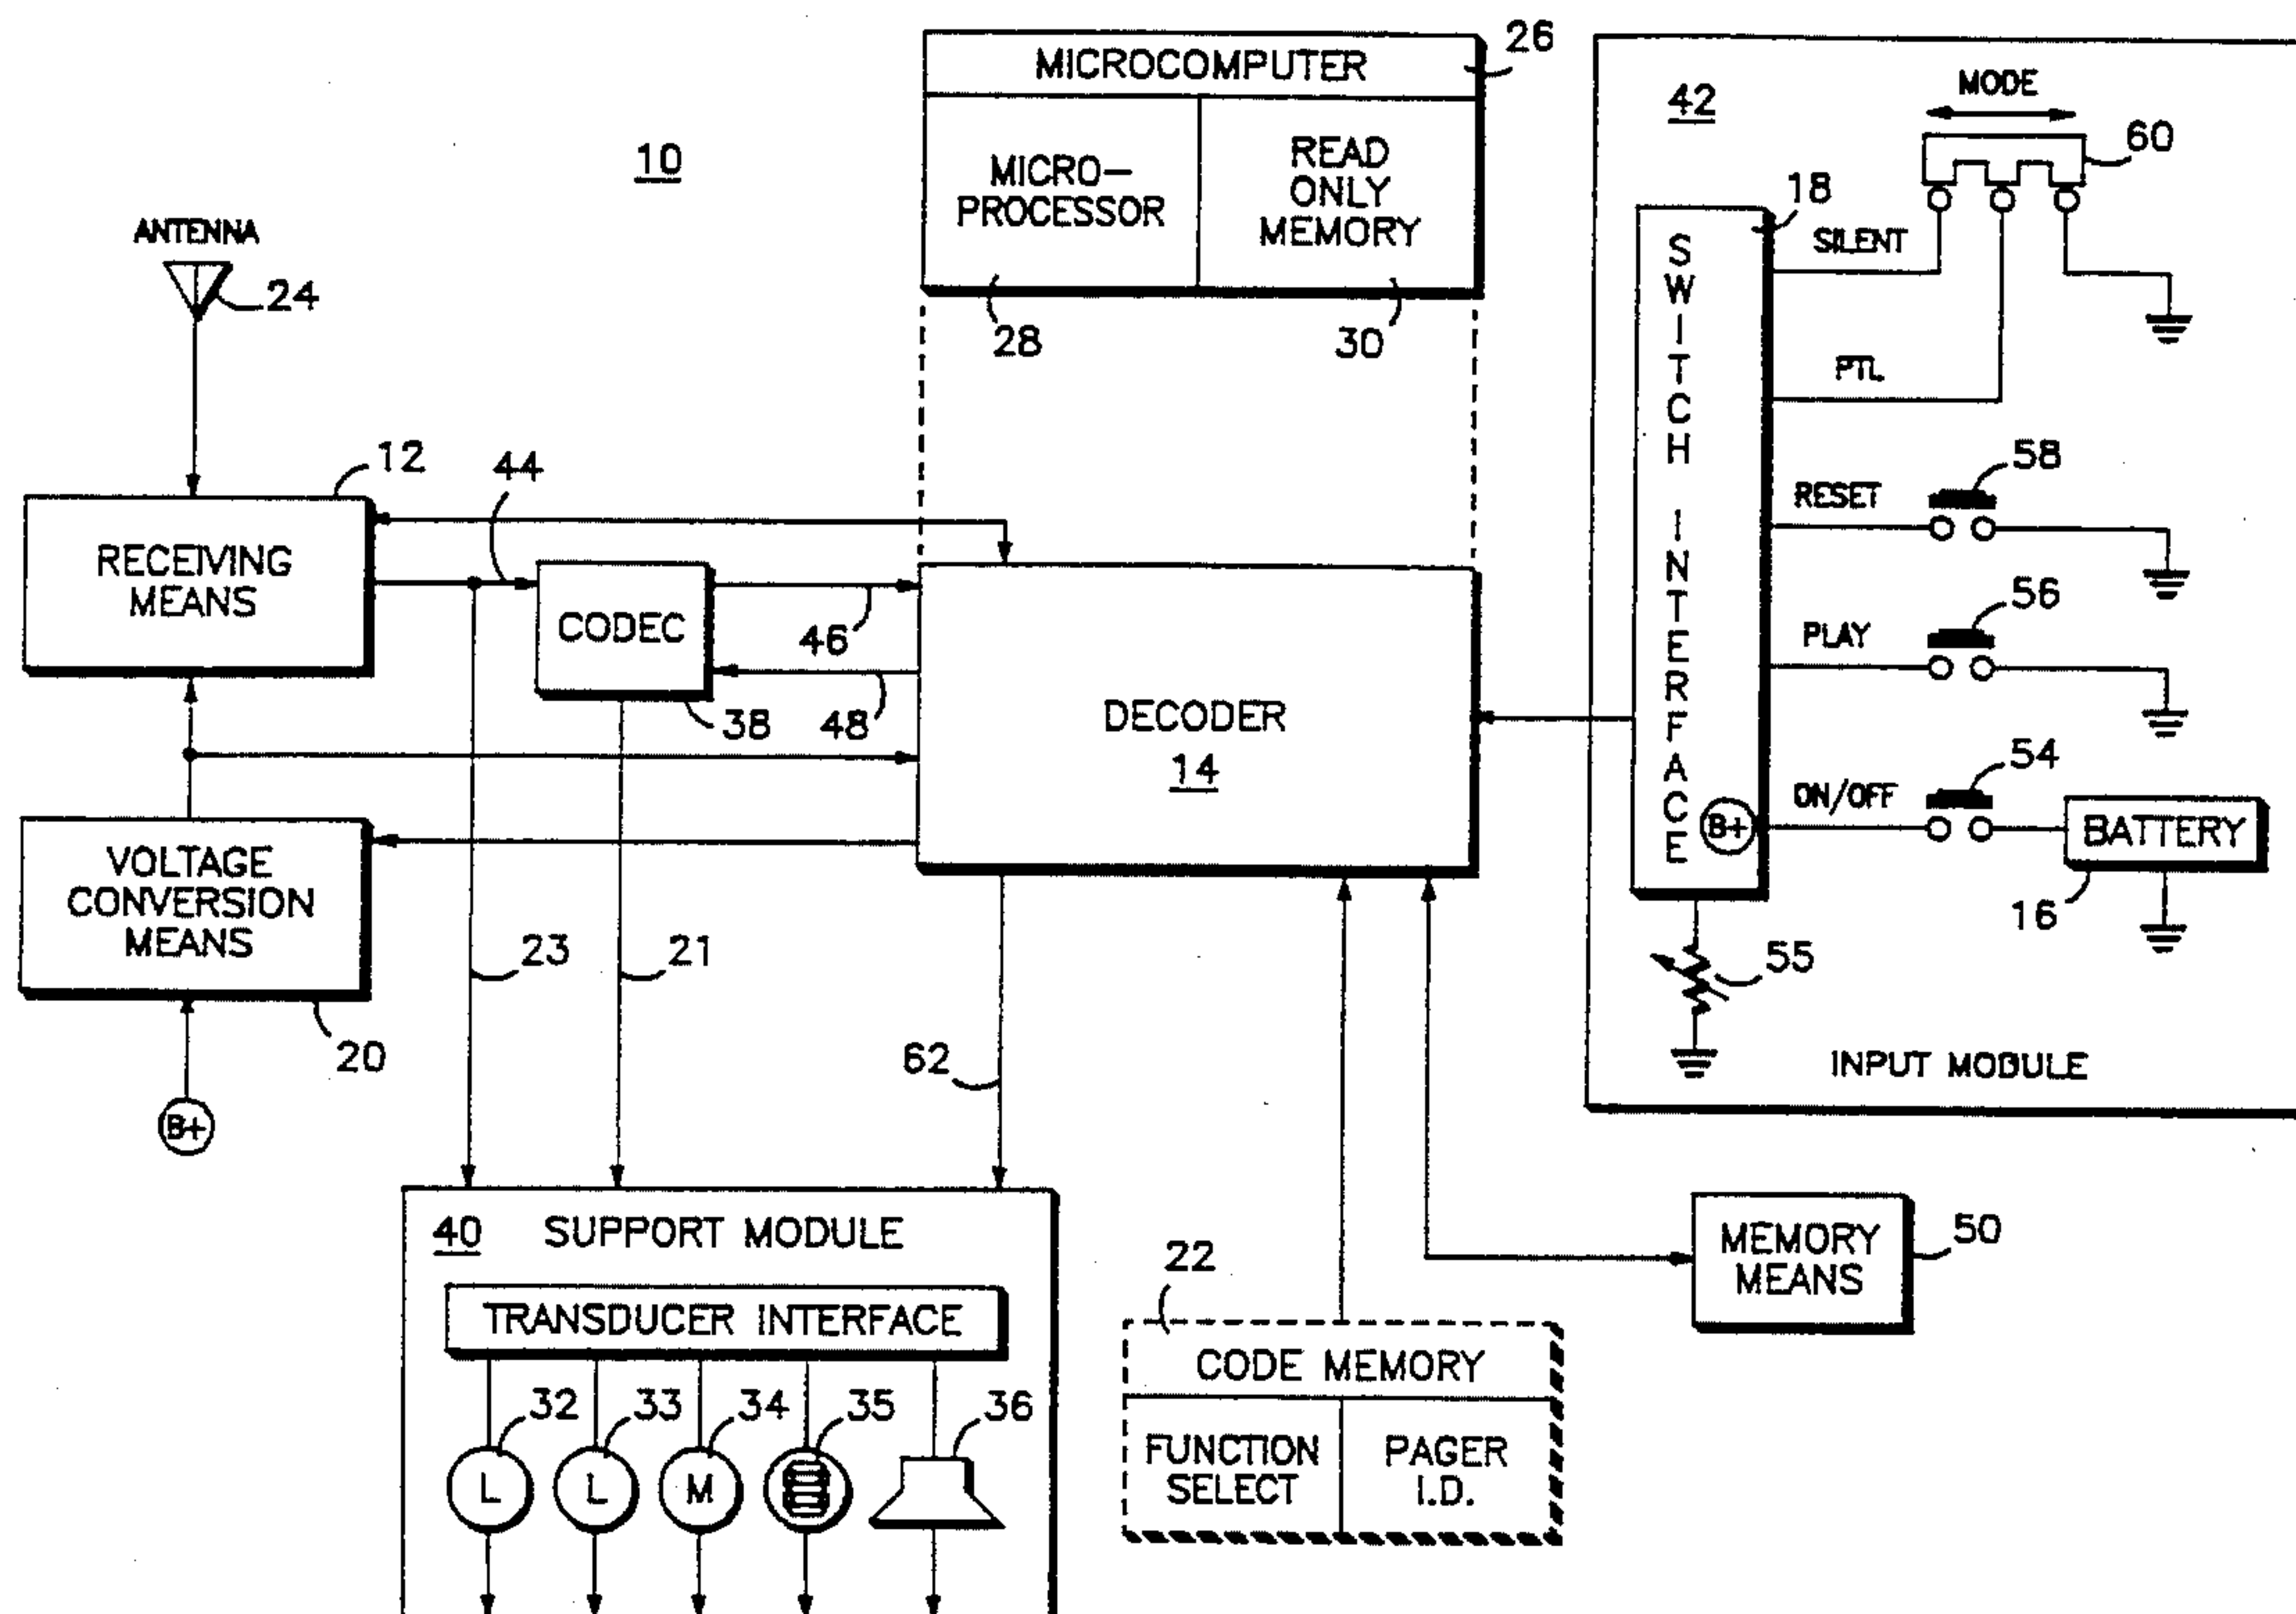 10
MICROCOMPUTER
26
MICRO-
PROCESSOR
READ
ONLY
MEMORY
28
30
ANTENNA
24
12
RECEIVING
MEANS
44
CODEC
38
46
48
DECODER
14
VOLTAGE
CONVERSION
MEANS
20
B+
23
21
62
42
MODE
60
18
SWITCH INTERFACE
SILENT
PTL
RESET
58
PLAY
56
ON/OFF
54
B+
BATTERY
16
55
INPUT MODULE
40
SUPPORT MODULE
TRANSDUCER INTERFACE
32
33
34
35
36
L
L
M
22
CODE MEMORY
FUNCTION
SELECT
PAGER
I.D.
MEMORY
MEANS
50